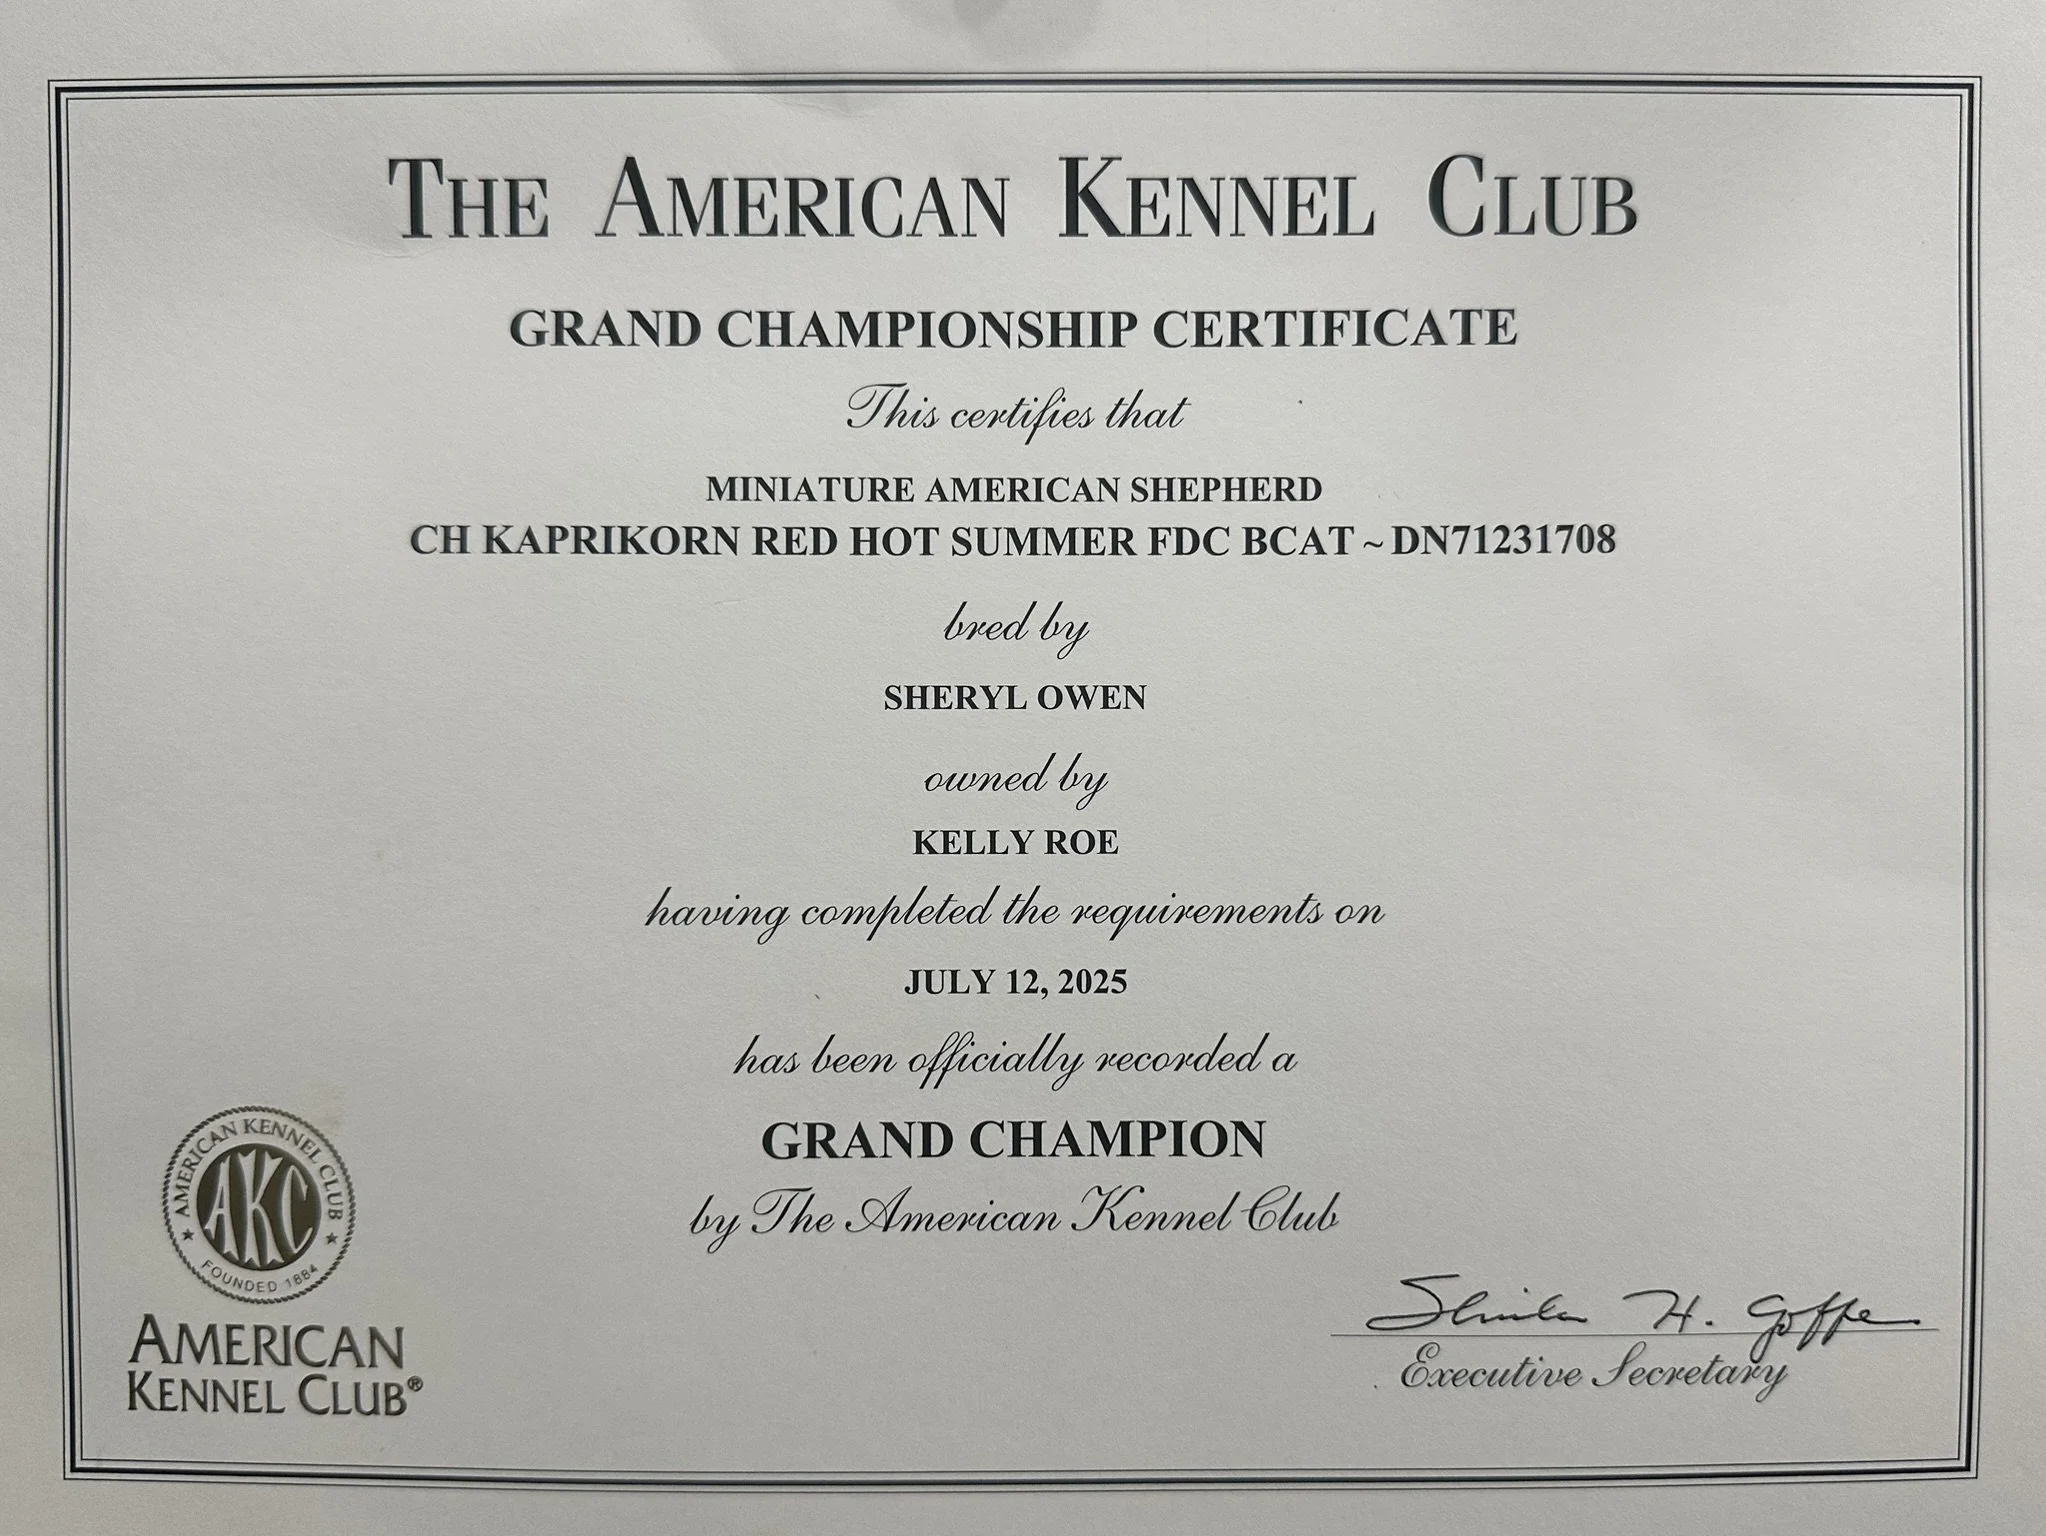 THE AMERICAN KENNEL CLUB
GRAND CHAMPIONSHIP CERTIFICATE
This certifies that
MINIATURE AMERICAN SHEPHERD
CH KAPRIKORN RED HOT SUMMER FDC BCAT ~ DN71231708
bred by
SHERYL OWEN
owned by
KELLY ROE
having completed the requirements on
JULY 12, 2025
has been officially recorded a
GRAND CHAMPION
by The American Kennel Club
AMERICAN KENNEL CLUB
AKC
FOUNDED 1884
AMERICAN
KENNEL CLUB®
H. Goffe
Executive Secretary